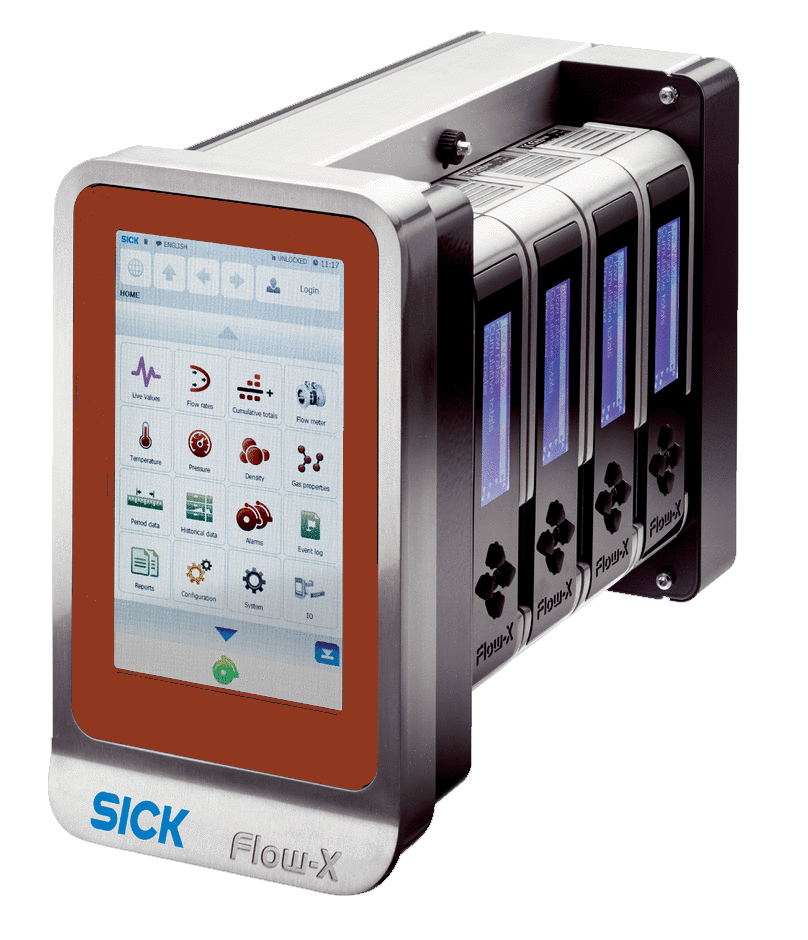 SICK ENGLISH
UNLOCKED 11:17
Login
HOME
Live Values
Flow rates
Cumulative totals
Flow meter
Temperature
Pressure
Density
Gas properties
Period data
Historical data
Alarms
Event log
Reports
Configuration
System
IO
SICK
Flow-X
Flow-X
Flow-X
Flow-X
Flow-X